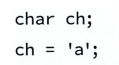 char ch;
ch = 'a';